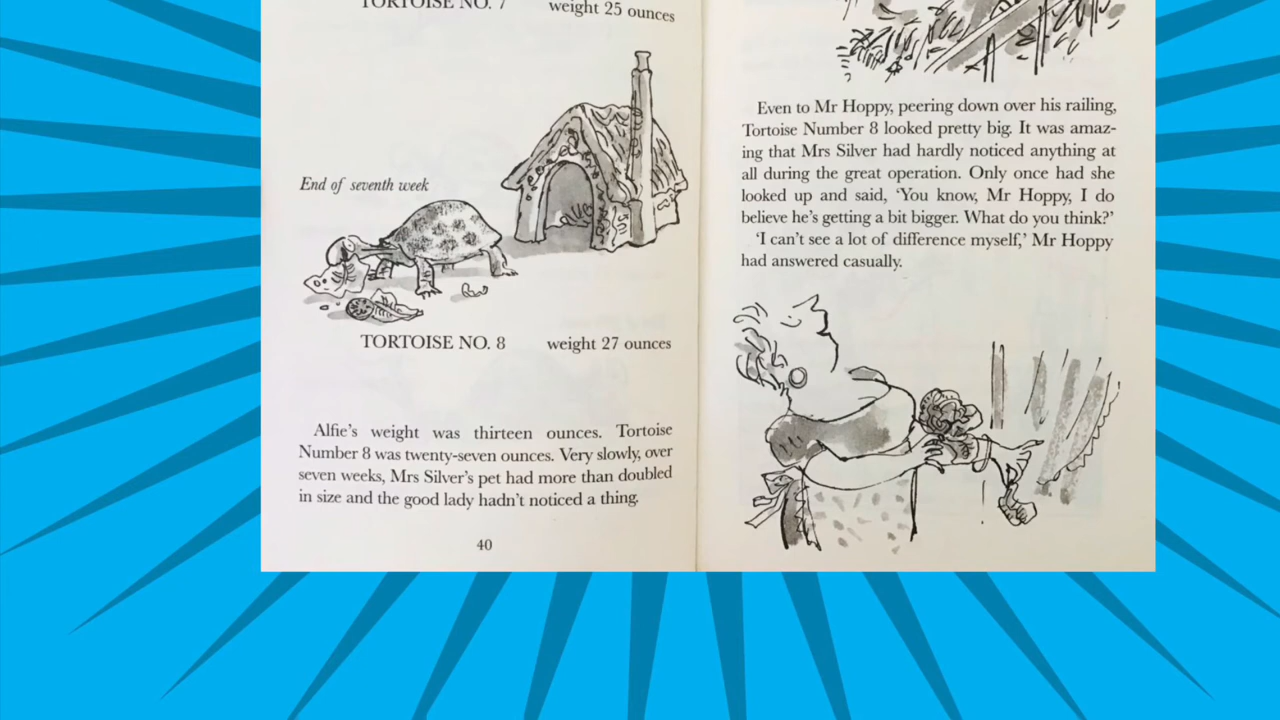 TORTOISE NO. 7 weight 25 ounces
End of seventh week
TORTOISE NO. 8 weight 27 ounces
Alfie's weight was thirteen ounces. Tortoise
Number 8 was twenty-seven ounces. Very slowly, over
seven weeks, Mrs Silver's pet had more than doubled
in size and the good lady hadn't noticed a thing.
40
Even to Mr Hoppy, peering down over his railing,
Tortoise Number 8 looked pretty big. It was amaz-
ing that Mrs Silver had hardly noticed anything at
all during the great operation. Only once had she
looked up and said, 'You know, Mr Hoppy, I do
believe he's getting a bit bigger. What do you think?'
'I can't see a lot of difference myself,' Mr Hoppy
had answered casually.